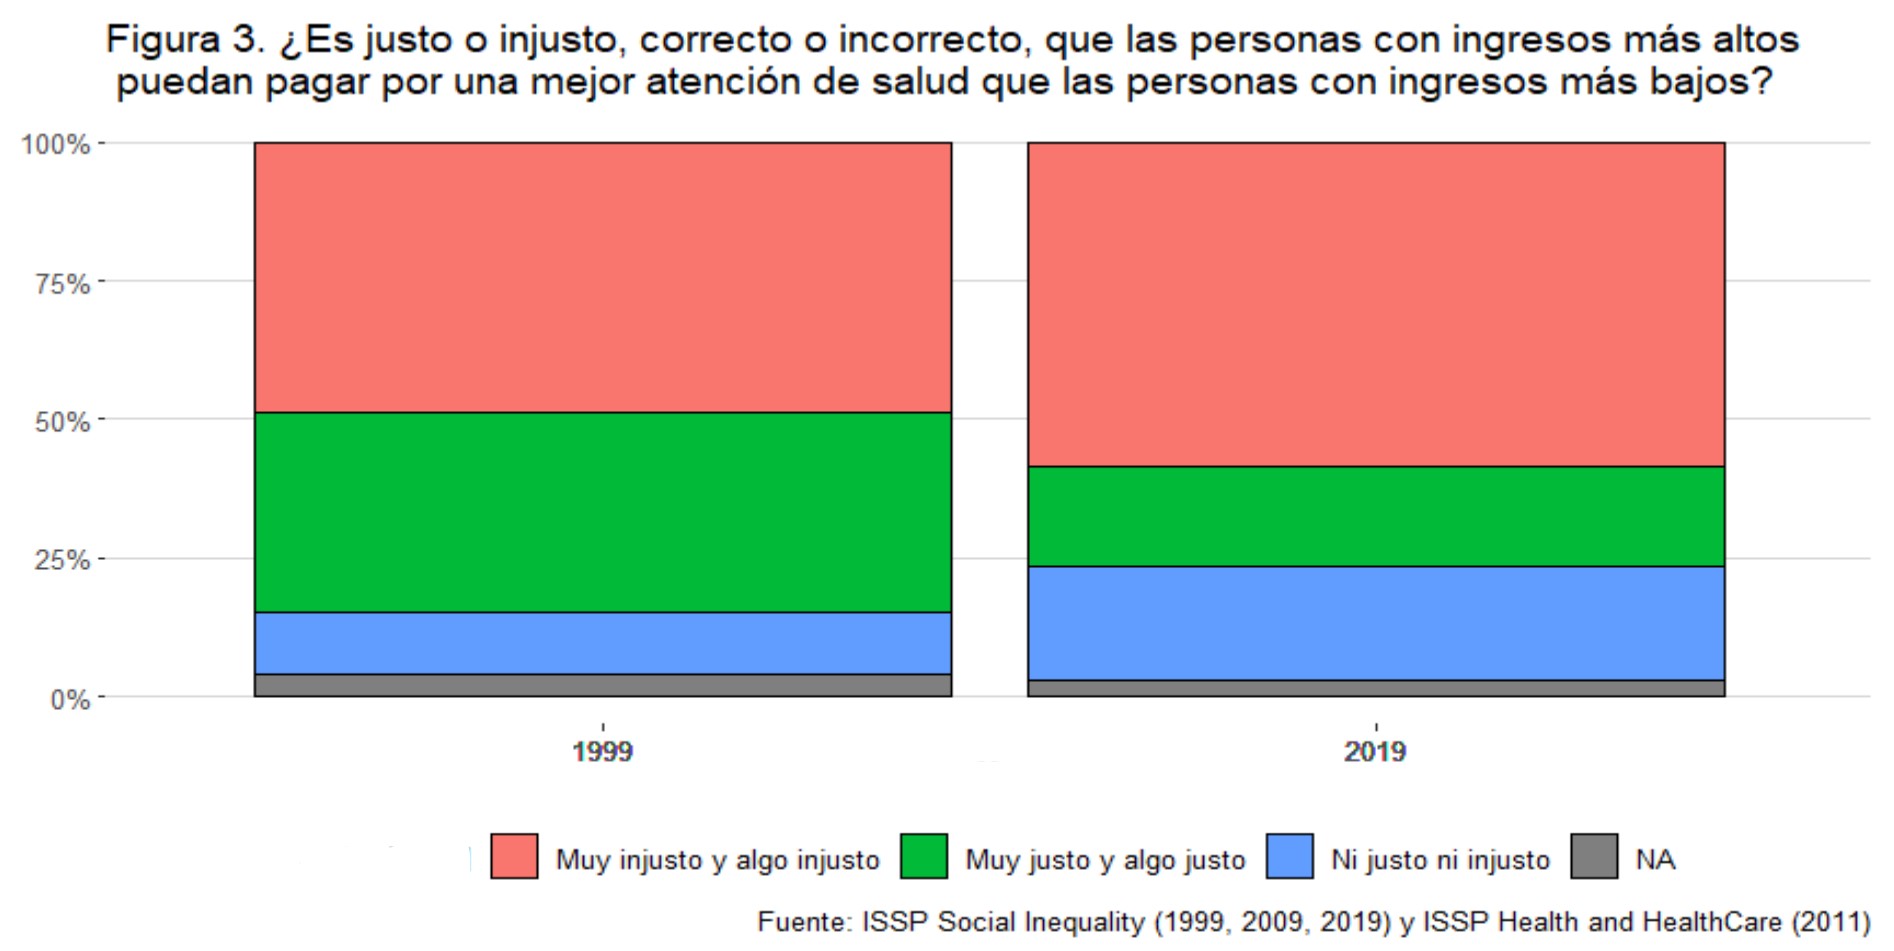 Figura 3. ¿Es justo o injusto, correcto o incorrecto, que las personas con ingresos más altos
puedan pagar por una mejor atención de salud que las personas con ingresos más bajos?
100%
75%
50%
25%
0%
1999
2019
Muy injusto y algo injusto
Muy justo y algo justo
Ni justo ni injusto
NA
Fuente: ISSP Social Inequality (1999, 2009, 2019) y ISSP Health and HealthCare (2011)